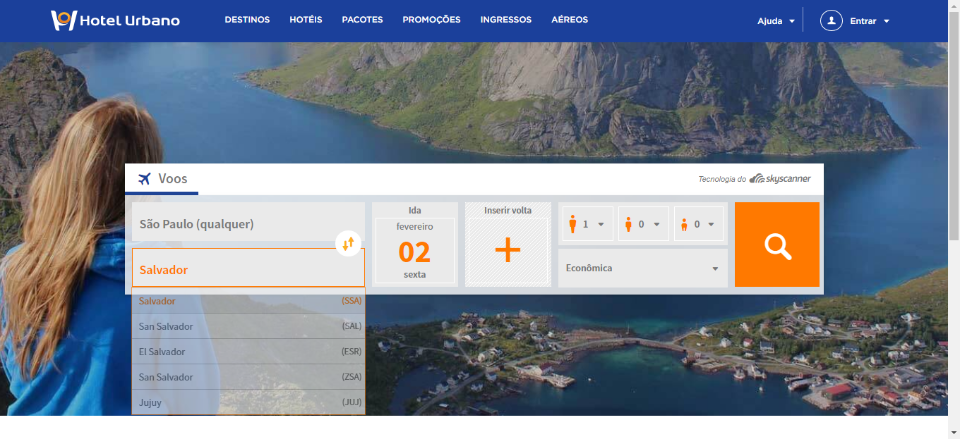 Hotel Urbano
DESTINOS HOTÉIS PACOTES PROMOÇÕES INGRESSOS AÉREOS
Ajuda Entrar
Voos
Tecnologia do skyscanner
São Paulo (qualquer)
Salvador
Ida
fevereiro
02
sexta
Inserir volta
+
1 0 0
Econômica
Salvador (SSA)
San Salvador (SAL)
El Salvador (ESR)
San Salvador (ZSA)
Jujuy (JUJ)